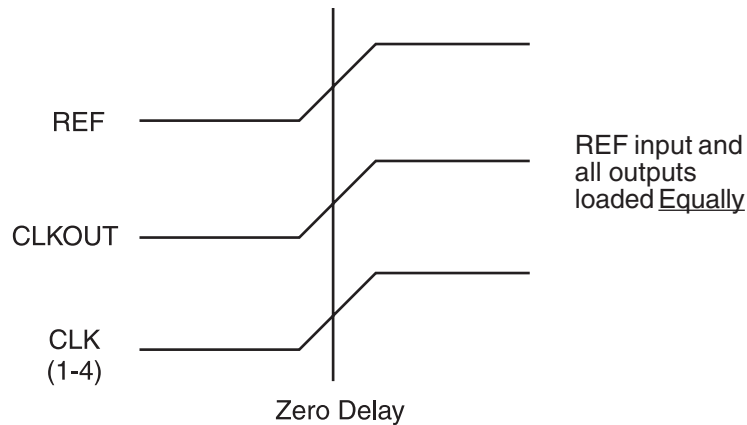 REF
REF input and
all outputs
loaded Equally
CLKOUT
CLK
(1-4)
Zero Delay